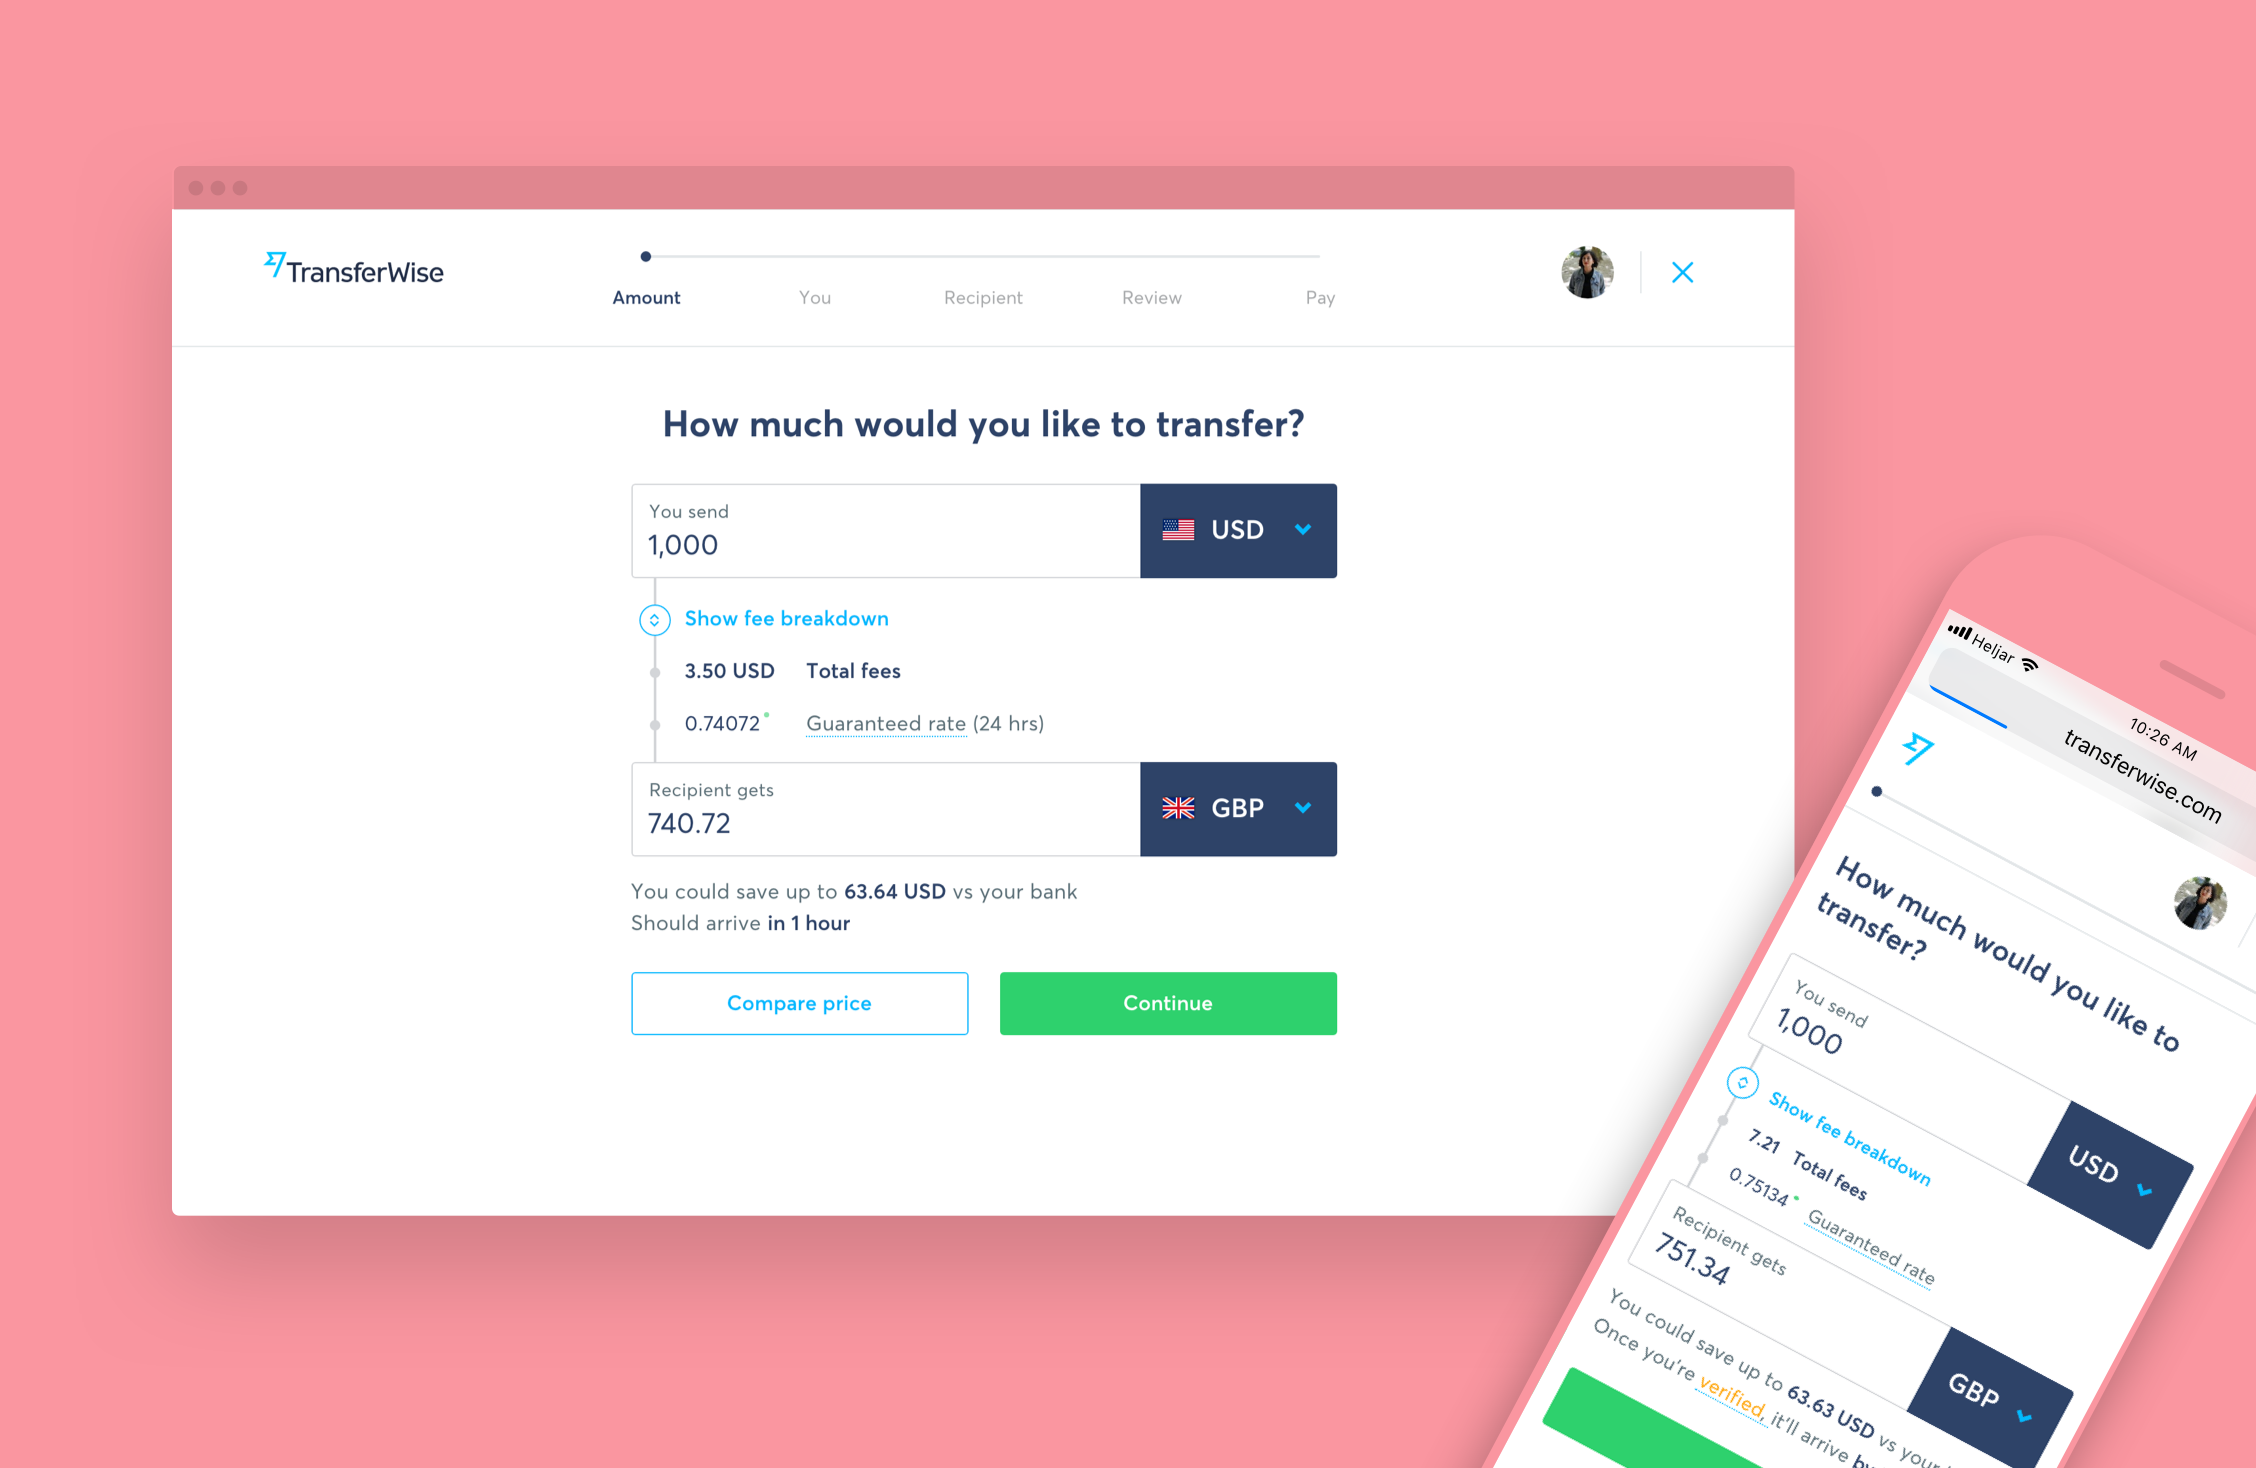 TransferWise
Amount You Recipient Review Pay
How much would you like to transfer?
You send
1,000
USD
Show fee breakdown
3.50 USD Total fees
0.74072 Guaranteed rate (24 hrs)
Recipient gets
740.72
GBP
You could save up to 63.64 USD vs your bank
Should arrive in 1 hour
Compare price
Continue
Heljar
10:26 AM
transferwise.com
How much would you like to
transfer?
You send
1,000
USD
Show fee breakdown
7.21 Total fees
0.75134 Guaranteed rate
Recipient gets
751.34
GBP
You could save up to 63.63 USD vs your
Once you're verified, it'll arrive